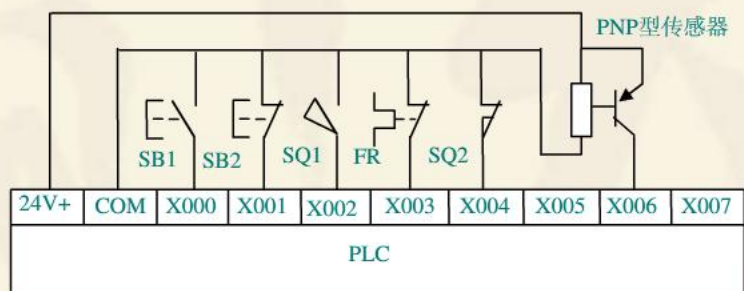 PNP型传感器
SB1 SB2 SQ1 FR SQ2
24V+ COM X000 X001 X002 X003 X004 X005 X006 X007
PLC